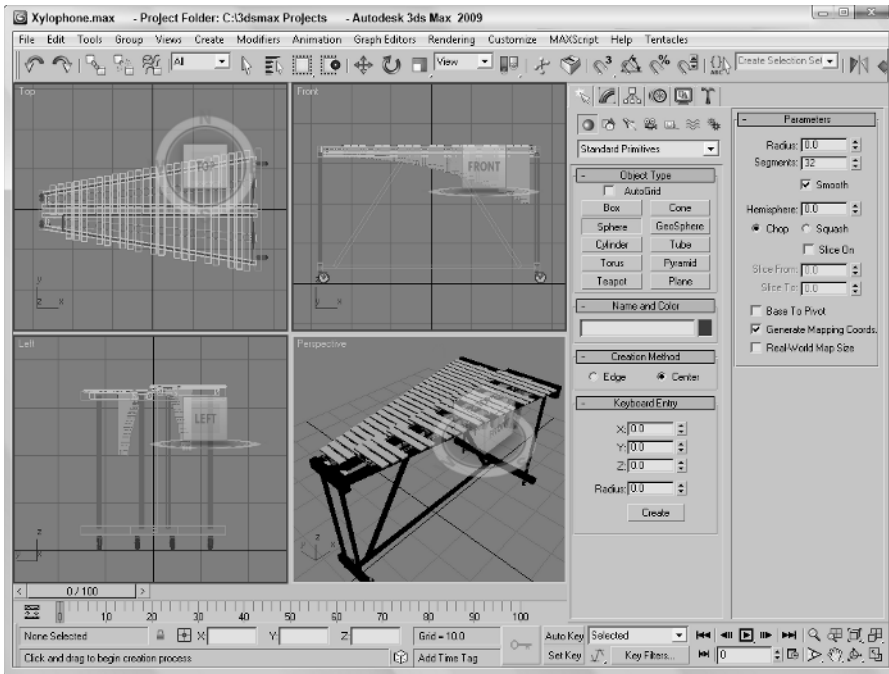 Xylophone.max - Project Folder: C:\3dsmax Projects - Autodesk 3ds Max 2009
File Edit Tools Group Views Create Modifiers Animation Graph Editors Rendering Customize MAXScript Help Tentacles
All View Create Selection Set
Top
TOP
y
z x
Front
FRONT
y x
Left
LEFT
z
y x
Perspective
z
y x
Standard Primitives
- Object Type
AutoGrid
Box Cone
Sphere GeoSphere
Cylinder Tube
Torus Pyramid
Teapot Plane
- Name and Color
- Creation Method
Edge Center
- Keyboard Entry
X: 0.0
Y: 0.0
Z: 0.0
Radius: 0.0
Create
- Parameters
Radius: 0.0
Segments: 32
Smooth
Hemisphere: 0.0
Chop Squash
Slice On
Slice From: 0.0
Slice To: 0.0
Base To Pivot
Generate Mapping Coords.
Real-World Map Size
< 0 / 100 >
0 10 20 30 40 50 60 70 80 90 100
None Selected X: Y: Z: Grid = 10.0 Auto Key Selected
Click and drag to begin creation process Add Time Tag Set Key Key Filters... 0